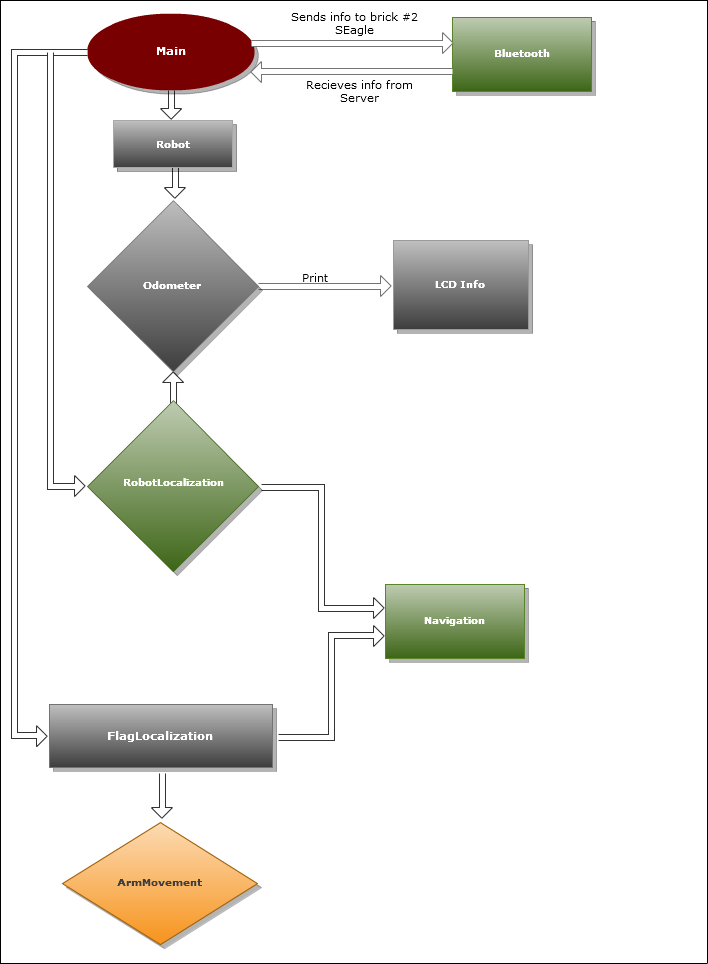 Sends info to brick #2
SEagle
Main
Bluetooth
Recieves info from
Server
Robot
Odometer
Print
LCD Info
RobotLocalization
Navigation
FlagLocalization
ArmMovement